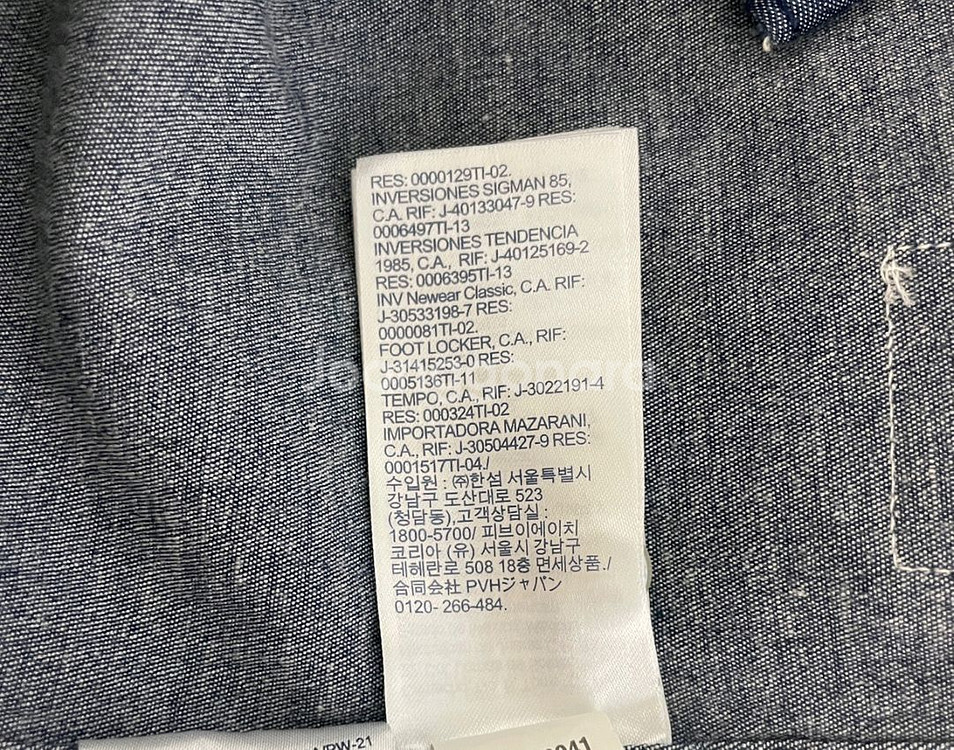 RES: 0000129TI-02.
INVERSIONES SIGMAN 85,
C.A. RIF: J-40133047-9 RES:
0006497TI-13
INVERSIONES TENDENCIA
1985, C.A., RIF: J-40125169-2
RES: 0006395TI-13
INV Newear Classic, C.A. RIF:
J-30533198-7 RES:
0000081TI-02.
FOOT LOCKER, C.A., RIF:
J-31415253-0 RES:
0005136TI-11
TEMPO, C.A., RIF: J-3022191-4
RES: 000324TI-02
IMPORTADORA MAZARANI,
C.A., RIF: J-30504427-9 RES:
0001517TI-04./
수입원 : ㈜한섬 서울특별시
강남구 도산대로 523
(청담동),고객상담실 :
1800-5700/ 피브이에이치
코리아 (유) 서울시 강남구
테헤란로 508 18층 면세상품./
合同会社 PVHジャパン
0120- 266-484.